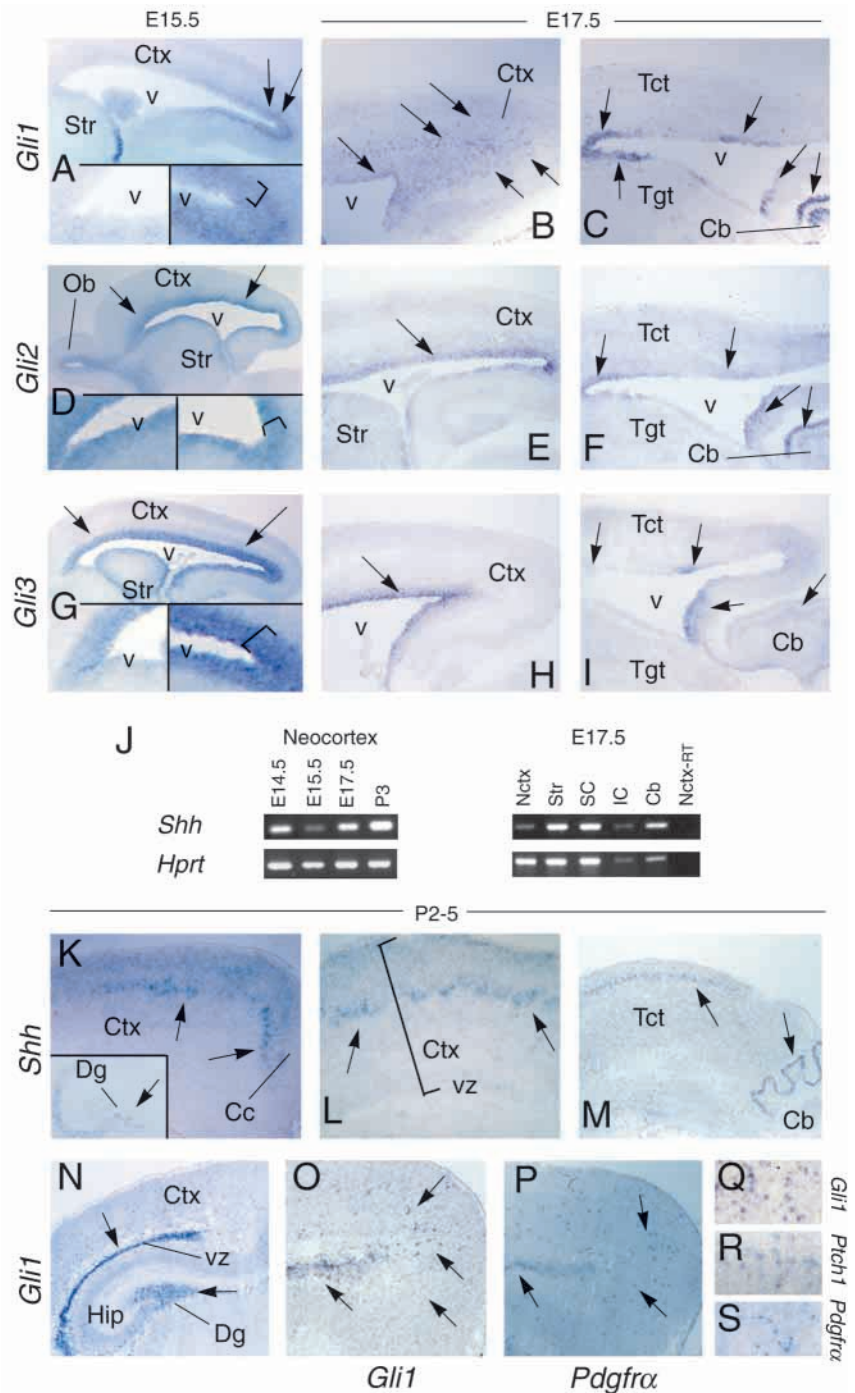 E15.5
E17.5
Gli1
Ctx
v
Str
A
v
v
Ctx
v
B
Tct
v
Tgt
Cb
C
Gli2
Ob
Ctx
v
Str
D
v
v
Ctx
v
Str
E
Tct
v
Tgt
Cb
F
Gli3
Ctx
v
Str
G
v
v
Ctx
v
H
Tct
v
Cb
Tgt
I
J
Neocortex
E14.5
E15.5
E17.5
P3
E17.5
Nctx
Str
SC
IC
Cb
Nctx-RT
Shh
Hprt
P2-5
Shh
K
Ctx
Dg
Cc
L
Ctx
vz
M
Tct
Cb
Gli1
N
Ctx
vz
Hip
Dg
O
Gli1
P
Pdgfrα
Q
Gli1
R
Ptch1
S
Pdgfrα